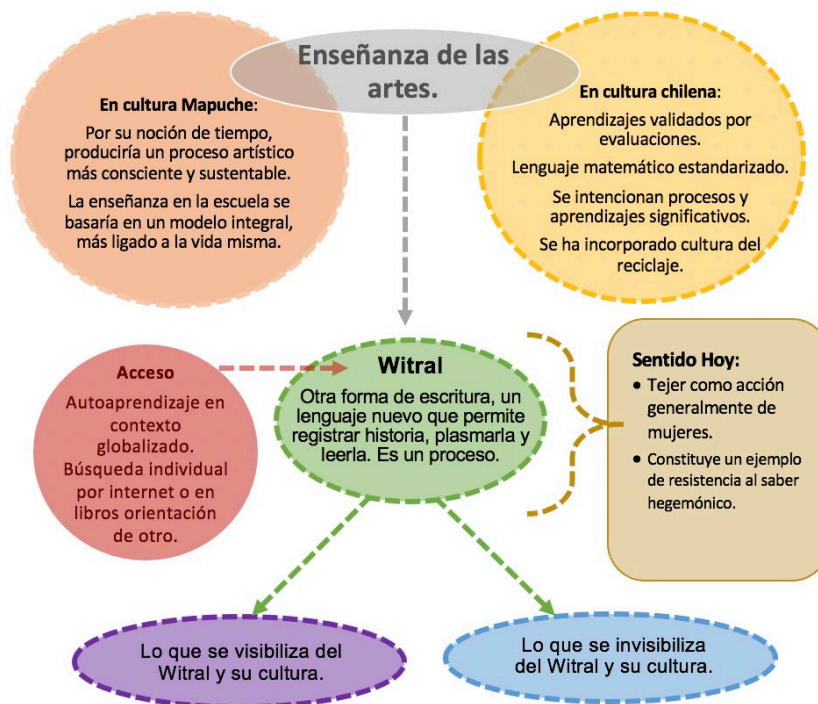 Enseñanza de las
artes.
En cultura Mapuche:
Por su noción de tiempo,
produciría un proceso artístico
más consciente y sustentable.
La enseñanza en la escuela se
basaría en un modelo integral,
más ligado a la vida misma.
En cultura chilena:
Aprendizajes validados por
evaluaciones.
Lenguaje matemático estandarizado.
Se intencionan procesos y
aprendizajes significativos.
Se ha incorporado cultura del
reciclaje.
Acceso
Autoaprendizaje en
contexto
globalizado.
Búsqueda individual
por internet o en
libros orientación
de otro.
Witral
Otra forma de escritura, un
lenguaje nuevo que permite
registrar historia, plasmarla y
leerla. Es un proceso.
Sentido Hoy:
• Tejer como acción
generalmente de
mujeres.
• Constituye un ejemplo
de resistencia al saber
hegemónico.
Lo que se visibiliza del
Witral y su cultura.
Lo que se invisibiliza
del Witral y su cultura.